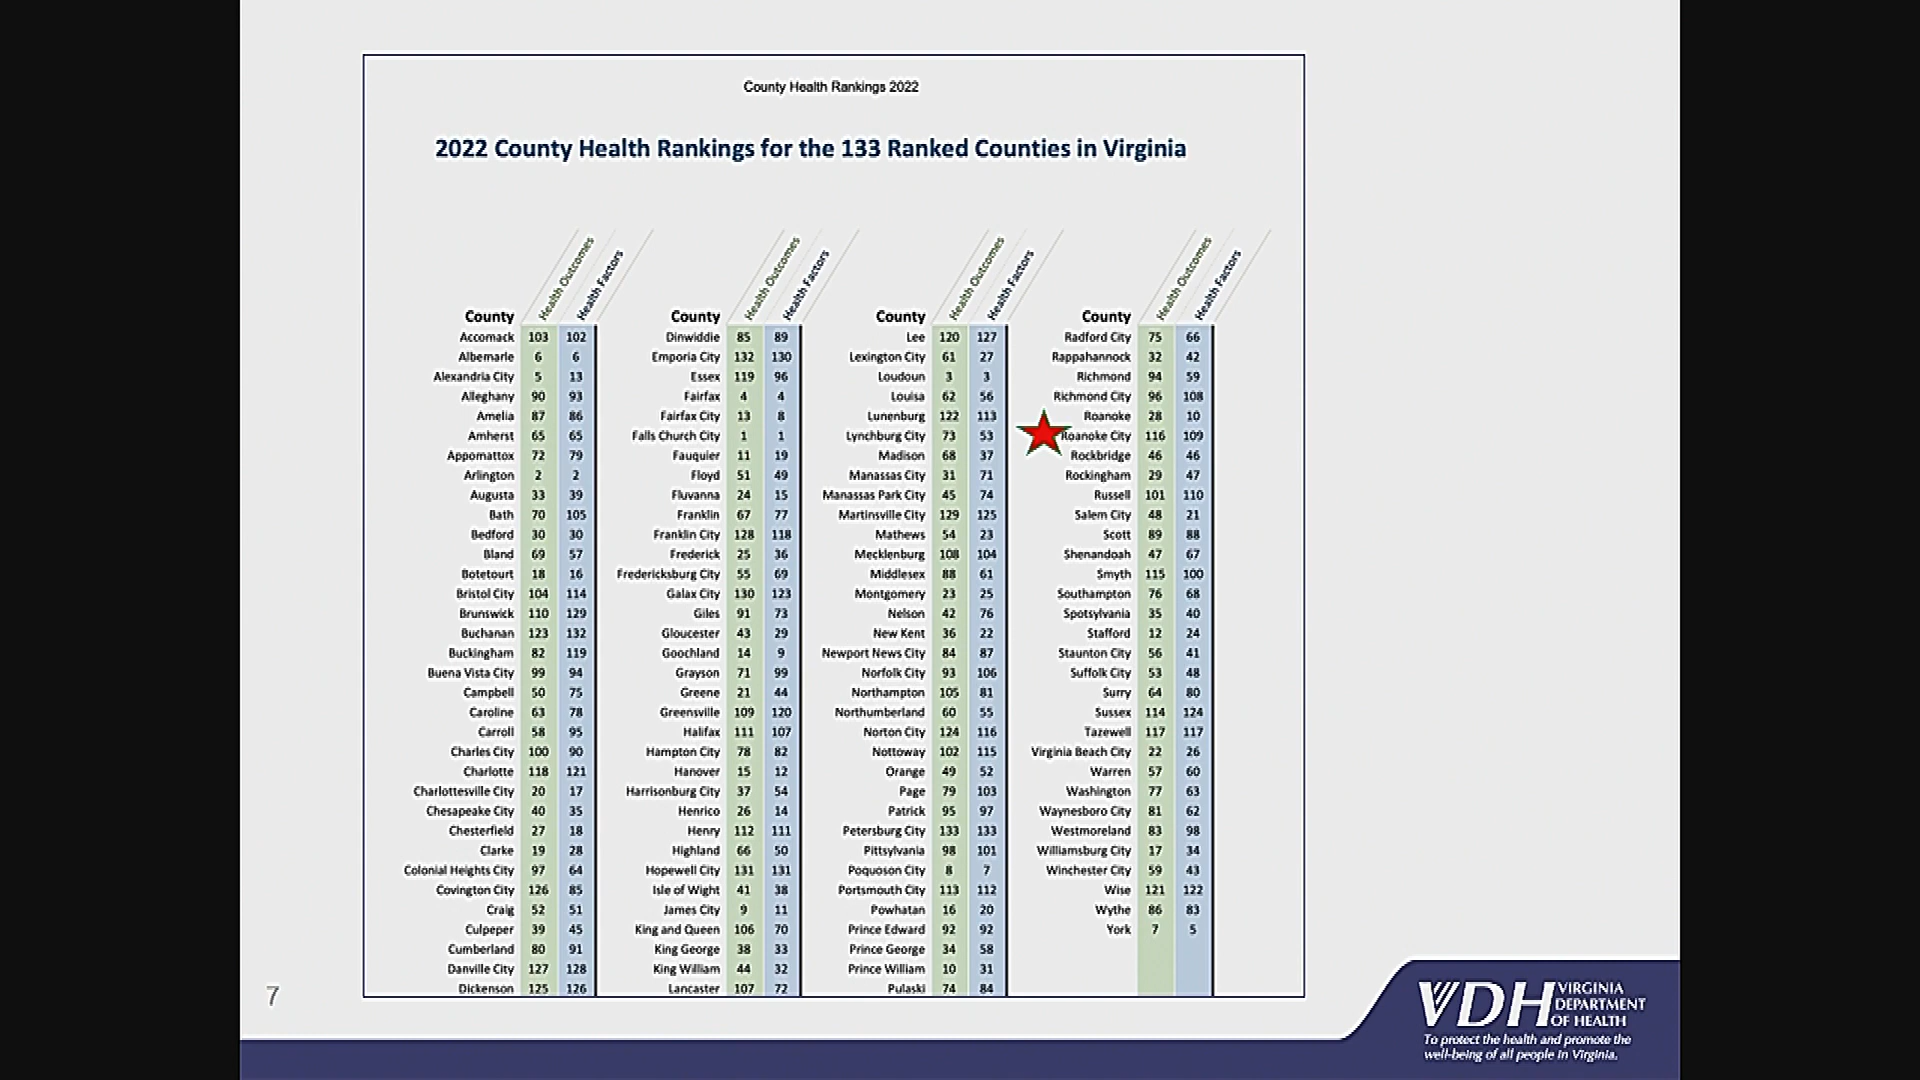 County Health Rankings 2022
2022 County Health Rankings for the 133 Ranked Counties in Virginia
County Health Outcomes Health Factors County Health Outcomes Health Factors County Health Outcomes Health Factors County Health Outcomes Health Factors
Accomack 103 102 Dinwiddie 85 89 Lee 120 127 Radford City 75 66
Albemarle 6 6 Emporia City 132 130 Lexington City 61 27 Rappahannock 32 42
Alexandria City 5 13 Essex 119 96 Loudoun 3 3 Richmond 94 59
Alleghany 90 93 Fairfax 4 4 Louisa 62 56 Richmond City 96 108
Amelia 87 86 Fairfax City 13 8 Lunenburg 122 113 Roanoke 28 10
Amherst 65 65 Falls Church City 1 1 Lynchburg City 73 53 Roanoke City 116 109
Appomattox 72 79 Fauquier 11 19 Madison 68 37 Rockbridge 46 46
Arlington 2 2 Floyd 51 49 Manassas City 31 71 Rockingham 29 47
Augusta 33 39 Fluvanna 24 15 Manassas Park City 45 74 Russell 101 110
Bath 70 105 Franklin 67 77 Martinsville City 129 125 Salem City 48 21
Bedford 30 30 Franklin City 128 118 Mathews 54 23 Scott 89 88
Bland 69 57 Frederick 25 36 Mecklenburg 108 104 Shenandoah 47 67
Botetourt 18 16 Fredericksburg City 55 69 Middlesex 88 61 Smyth 115 100
Bristol City 104 114 Galax City 130 123 Montgomery 23 25 Southampton 76 68
Brunswick 110 129 Giles 91 73 Nelson 42 76 Spotsylvania 35 40
Buchanan 123 132 Gloucester 43 29 New Kent 36 22 Stafford 12 24
Buckingham 82 119 Goochland 14 9 Newport News City 84 87 Staunton City 56 41
Buena Vista City 99 94 Grayson 71 99 Norfolk City 93 106 Suffolk City 53 48
Campbell 50 75 Greene 21 44 Northampton 105 81 Surry 64 80
Caroline 63 78 Greensville 109 120 Northumberland 60 55 Sussex 114 124
Carroll 58 95 Halifax 111 107 Norton City 124 116 Tazewell 117 117
Charles City 100 90 Hampton City 78 82 Nottoway 102 115 Virginia Beach City 22 26
Charlotte 118 121 Hanover 15 12 Orange 49 52 Warren 57 60
Charlottesville City 20 17 Harrisonburg City 37 54 Page 79 103 Washington 77 63
Chesapeake City 40 35 Henrico 26 14 Patrick 95 97 Waynesboro City 81 62
Chesterfield 27 18 Henry 112 111 Petersburg City 133 133 Westmoreland 83 98
Clarke 19 28 Highland 66 50 Pittsylvania 98 101 Williamsburg City 17 34
Colonial Heights City 97 64 Hopewell City 131 131 Poquoson City 8 7 Winchester City 59 43
Covington City 126 85 Isle of Wight 41 38 Portsmouth City 113 112 Wise 121 122
Craig 52 51 James City 9 11 Powhatan 16 20 Wythe 86 83
Culpeper 39 45 King and Queen 106 70 Prince Edward 92 92 York 7 5
Cumberland 80 91 King George 38 33 Prince George 34 58
Danville City 127 128 King William 44 32 Prince William 10 31
Dickenson 125 126 Lancaster 107 72 Pulaski 74 84
7
VDH VIRGINIA
DEPARTMENT
OF HEALTH
To protect the health and promote the
well-being of all people in Virginia.